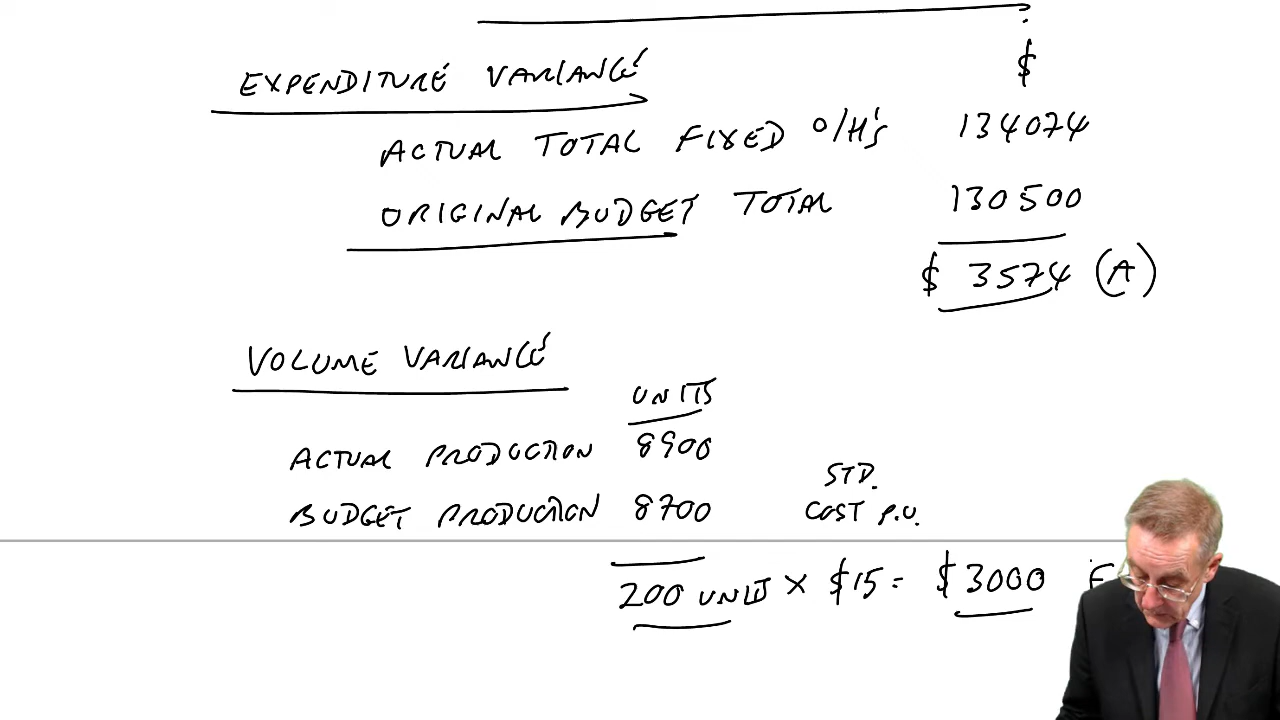 EXPENDITURE VARIANCE
$
ACTUAL TOTAL FIXED O/H's 134074
ORIGINAL BUDGET TOTAL 130500
$ 3574 (A)
VOLUME VARIANCE
UNITS
ACTUAL PRODUCTION 8900
STD.
BUDGET PRODUCTION 8700 COST P.U.
200 UNITS × $15 = $3000 F